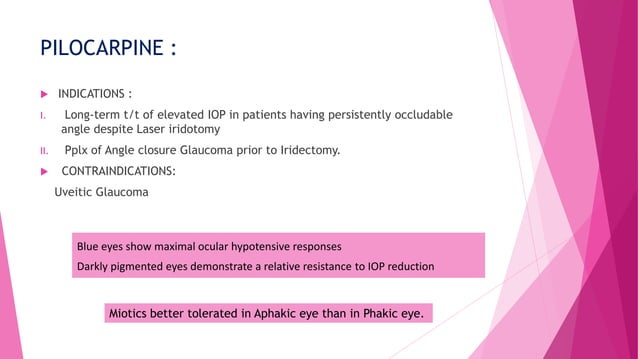 PILOCARPINE :
INDICATIONS :
I. Long-term t/t of elevated IOP in patients having persistently occludable
angle despite Laser iridotomy
II. Pplx of Angle closure Glaucoma prior to Iridectomy.
CONTRAINDICATIONS:
Uveitic Glaucoma
Blue eyes show maximal ocular hypotensive responses
Darkly pigmented eyes demonstrate a relative resistance to IOP reduction
Miotics better tolerated in Aphakic eye than in Phakic eye.